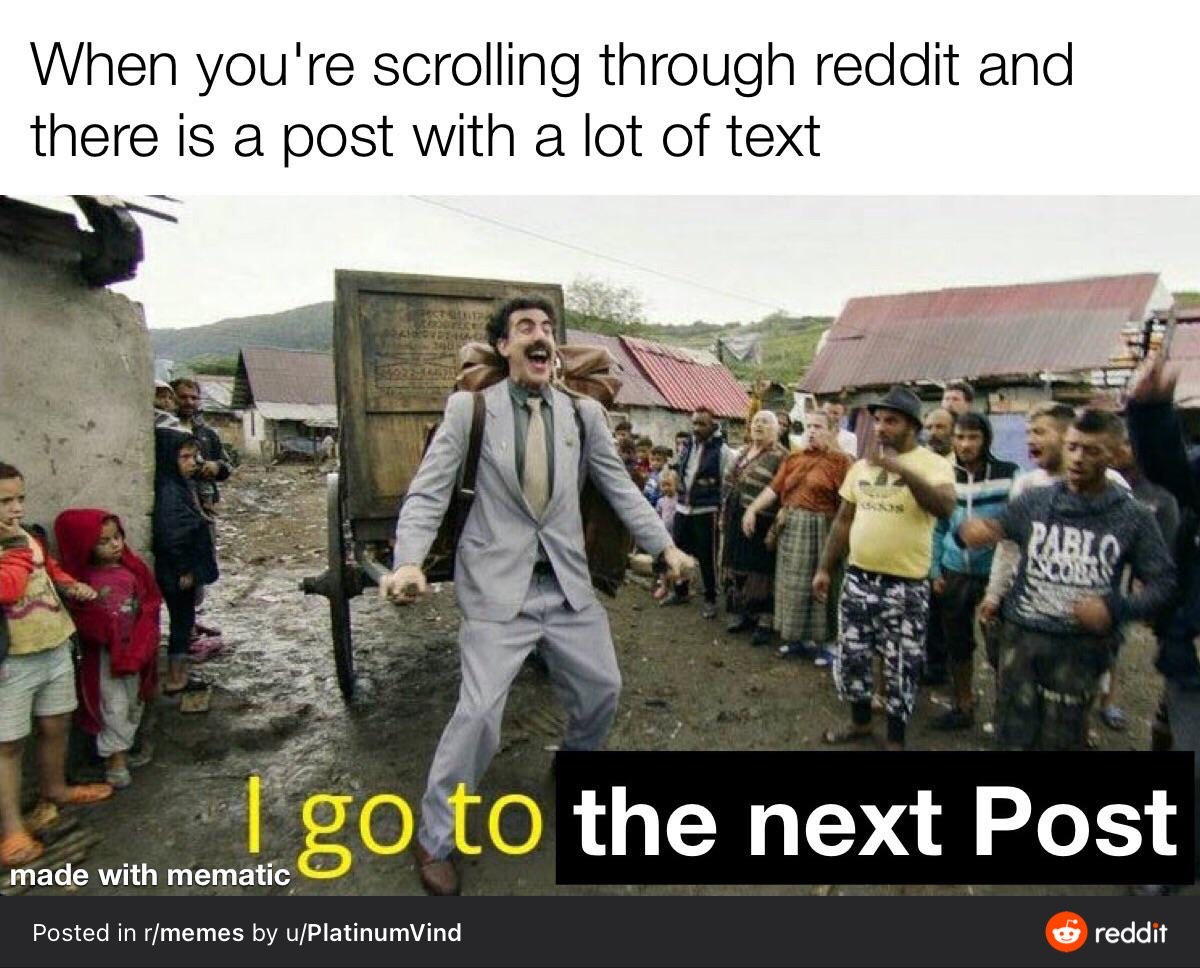 When you're scrolling through reddit and
there is a post with a lot of text
PABLO
ESCOBAR
I go to the next Post
made with mematic
Posted in r/memes by u/PlatinumVind
reddit